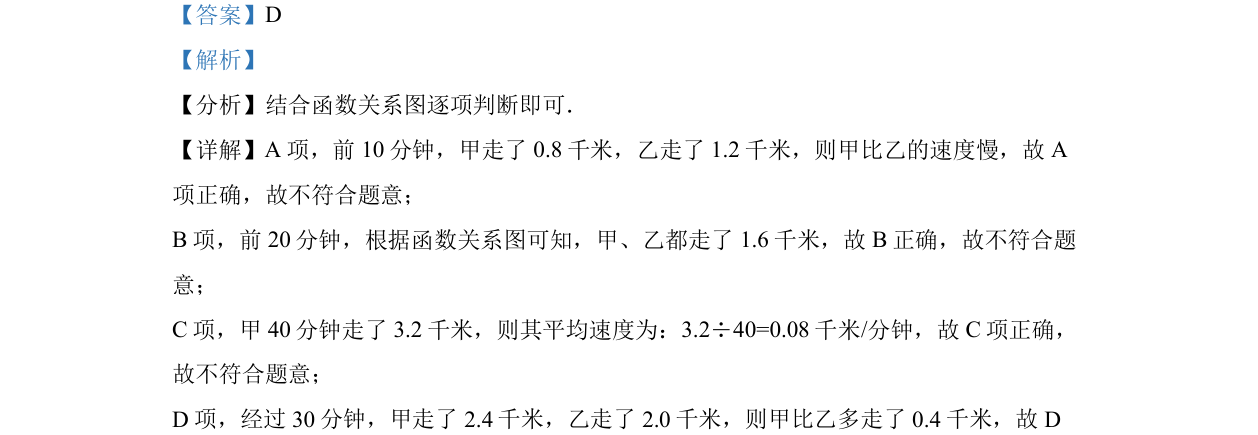 【答案】D
【解析】
【分析】结合函数关系图逐项判断即可．
【详解】A 项，前 10 分钟，甲走了 0.8 千米，乙走了 1.2 千米，则甲比乙的速度慢，故 A
项正确，故不符合题意；
B 项，前 20 分钟，根据函数关系图可知，甲、乙都走了 1.6 千米，故 B 正确，故不符合题
意；
C 项，甲 40 分钟走了 3.2 千米，则其平均速度为：3.2÷40=0.08 千米/分钟，故 C 项正确，
故不符合题意；
D 项，经过 30 分钟，甲走了 2.4 千米，乙走了 2.0 千米，则甲比乙多走了 0.4 千米，故 D